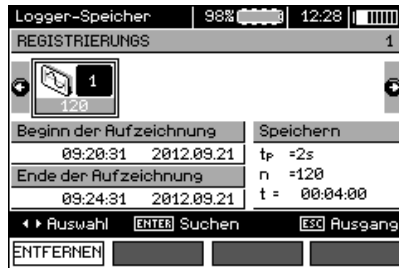 Logger-Speicher 98% 12:28
REGISTRIERUNGS 1
1
120
Beginn der Aufzeichnung
09:20:31 2012.09.21
Ende der Aufzeichnung
09:24:31 2012.09.21
Speichern
tP =2s
n =120
t = 00:04:00
Auswahl ENTER Suchen ESC Ausgang
ENTFERNEN